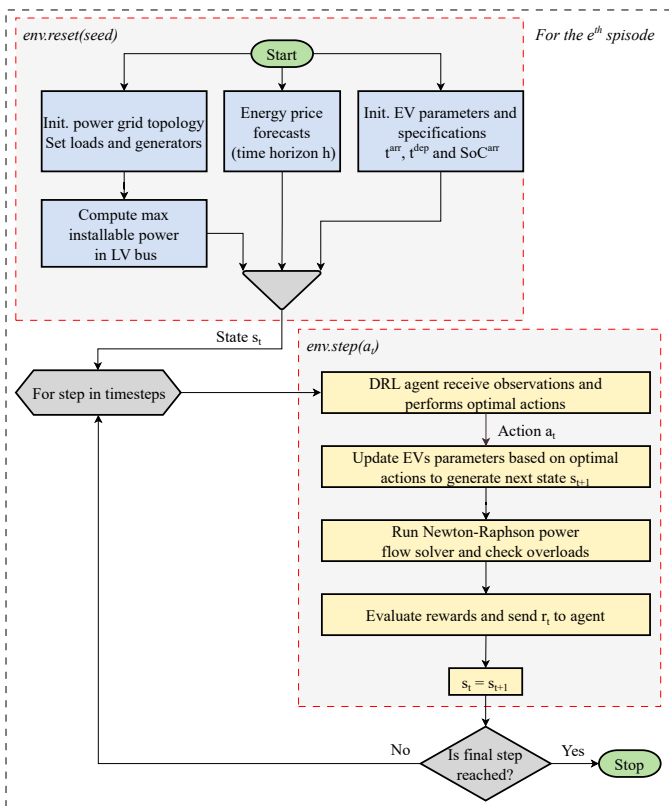 env.reset(seed)
For the eth spisode
Start
Init. power grid topology
Set loads and generators
Energy price
forecasts
(time horizon h)
Init. EV parameters and
specifications
t^arr, t^dep and SoC^arr
Compute max
installable power
in LV bus
State s_t
env.step(a_t)
For step in timesteps
DRL agent receive observations and
performs optimal actions
Action a_t
Update EVs parameters based on optimal
actions to generate next state s_t+1
Run Newton-Raphson power
flow solver and check overloads
Evaluate rewards and send r_t to agent
s_t = s_t+1
No
Is final step
reached?
Yes
Stop